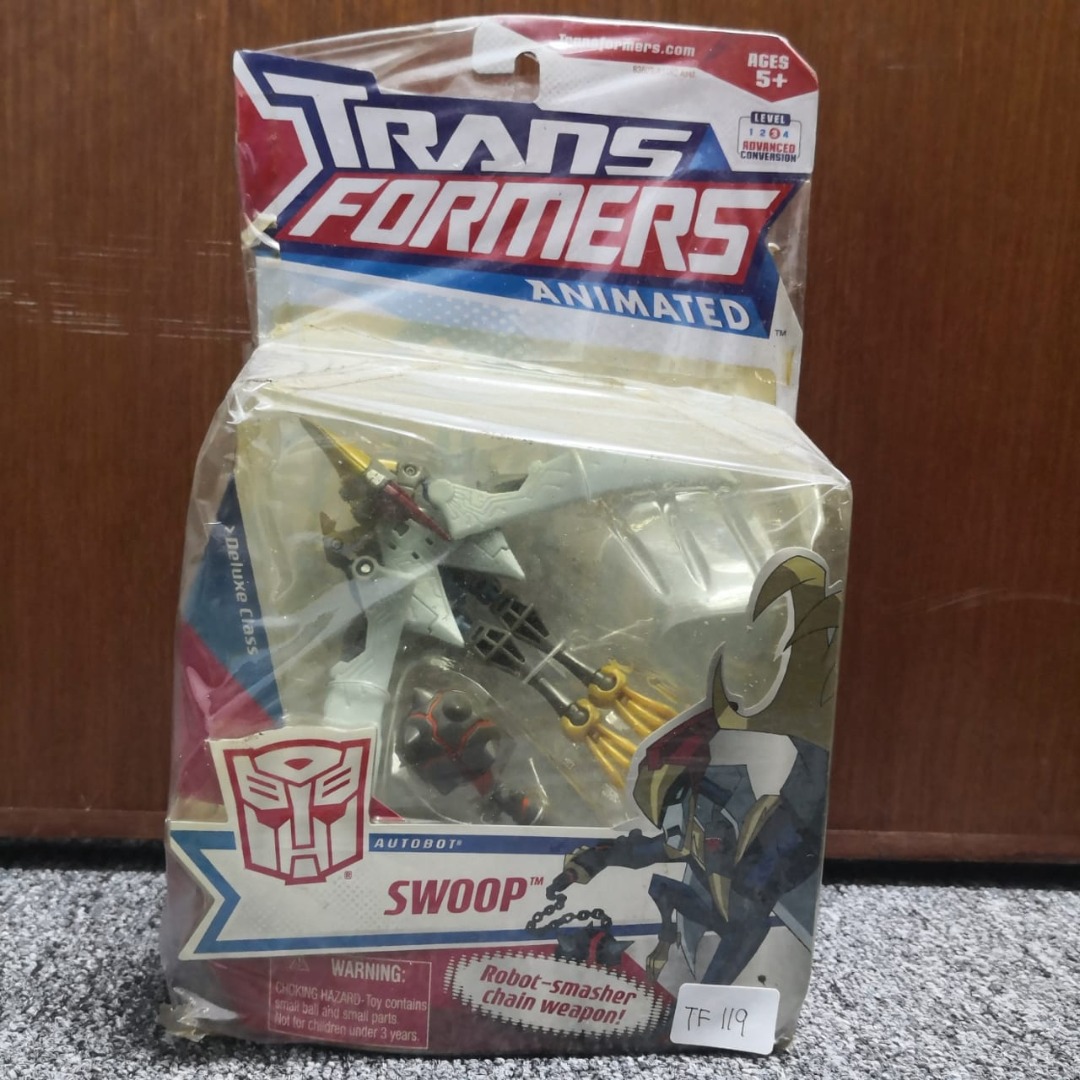 Transformers.com
AGES
5+
LEVEL
1 2 3 4
ADVANCED
CONVERSION
TRANS
FORMERS
ANIMATED
TM
>Deluxe Class
AUTOBOT®
®
SWOOP™
WARNING:
CHOKING HAZARD-Toy contains
small ball and small parts.
Not for children under 3 years.
Robot-smasher
chain weapon!
TF 119